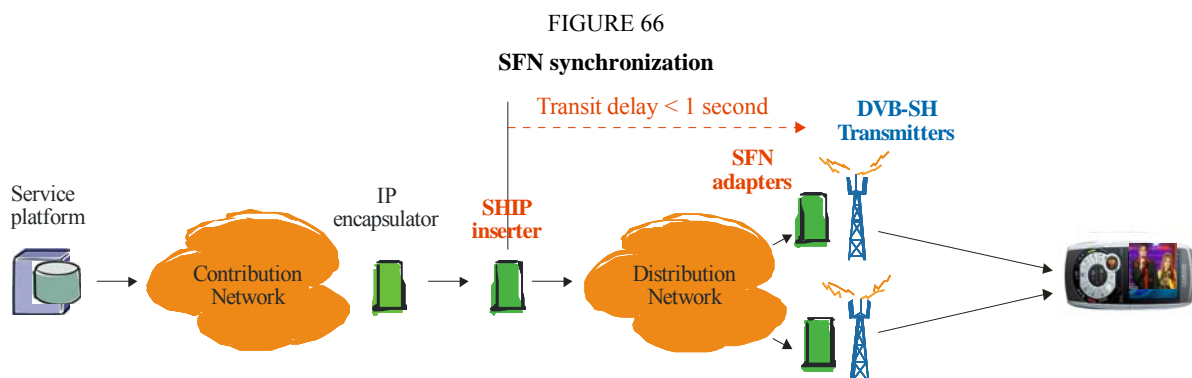 FIGURE 66
SFN synchronization
Transit delay < 1 second
DVB-SH
Transmitters
SFN
adapters
Service
platform
IP
encapsulator
SHIP
inserter
Contribution
Network
Distribution
Network